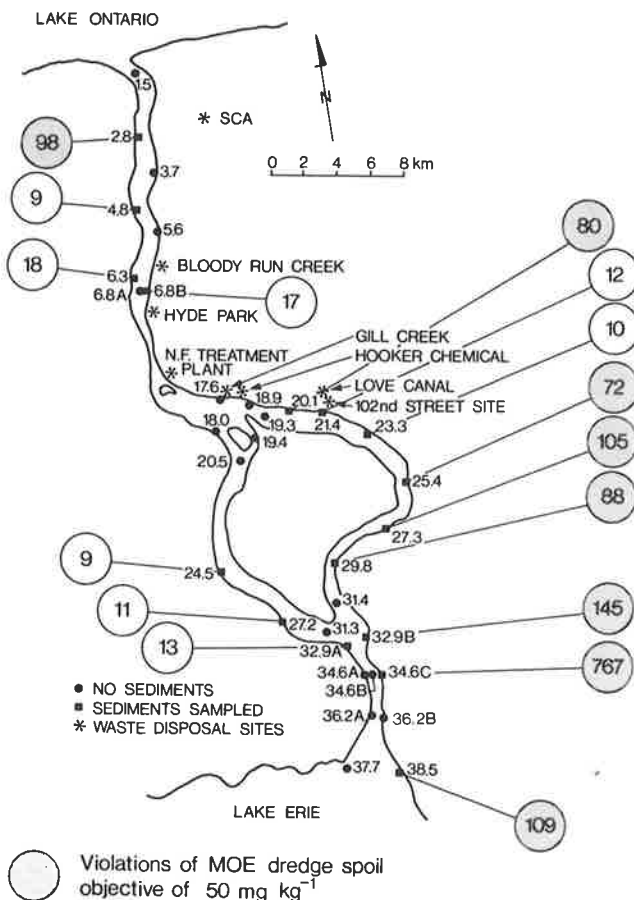 LAKE ONTARIO
1.5
N
* SCA
98
2.8
0 2 4 6 8 km
3.7
9
4.8
80
5.6
12
18
BLOODY RUN CREEK
6.3
6.8A
6.8B
17
10
HYDE PARK
GILL CREEK
N.F. TREATMENT
PLANT
HOOKER CHEMICAL
17.6
LOVE CANAL
18.9
20.1
102nd STREET SITE
72
19.3
21.4
23.3
18.0
19.4
105
20.5
25.4
88
27.3
9
24.5
29.8
11
31.4
145
27.2
31.3
32.9B
13
32.9A
34.6A
34.6C
767
34.6B
• NO SEDIMENTS
■ SEDIMENTS SAMPLED
* WASTE DISPOSAL SITES
36.2A
36.2B
37.7
38.5
LAKE ERIE
109
Violations of MOE dredge spoil
objective of 50 mg kg⁻¹